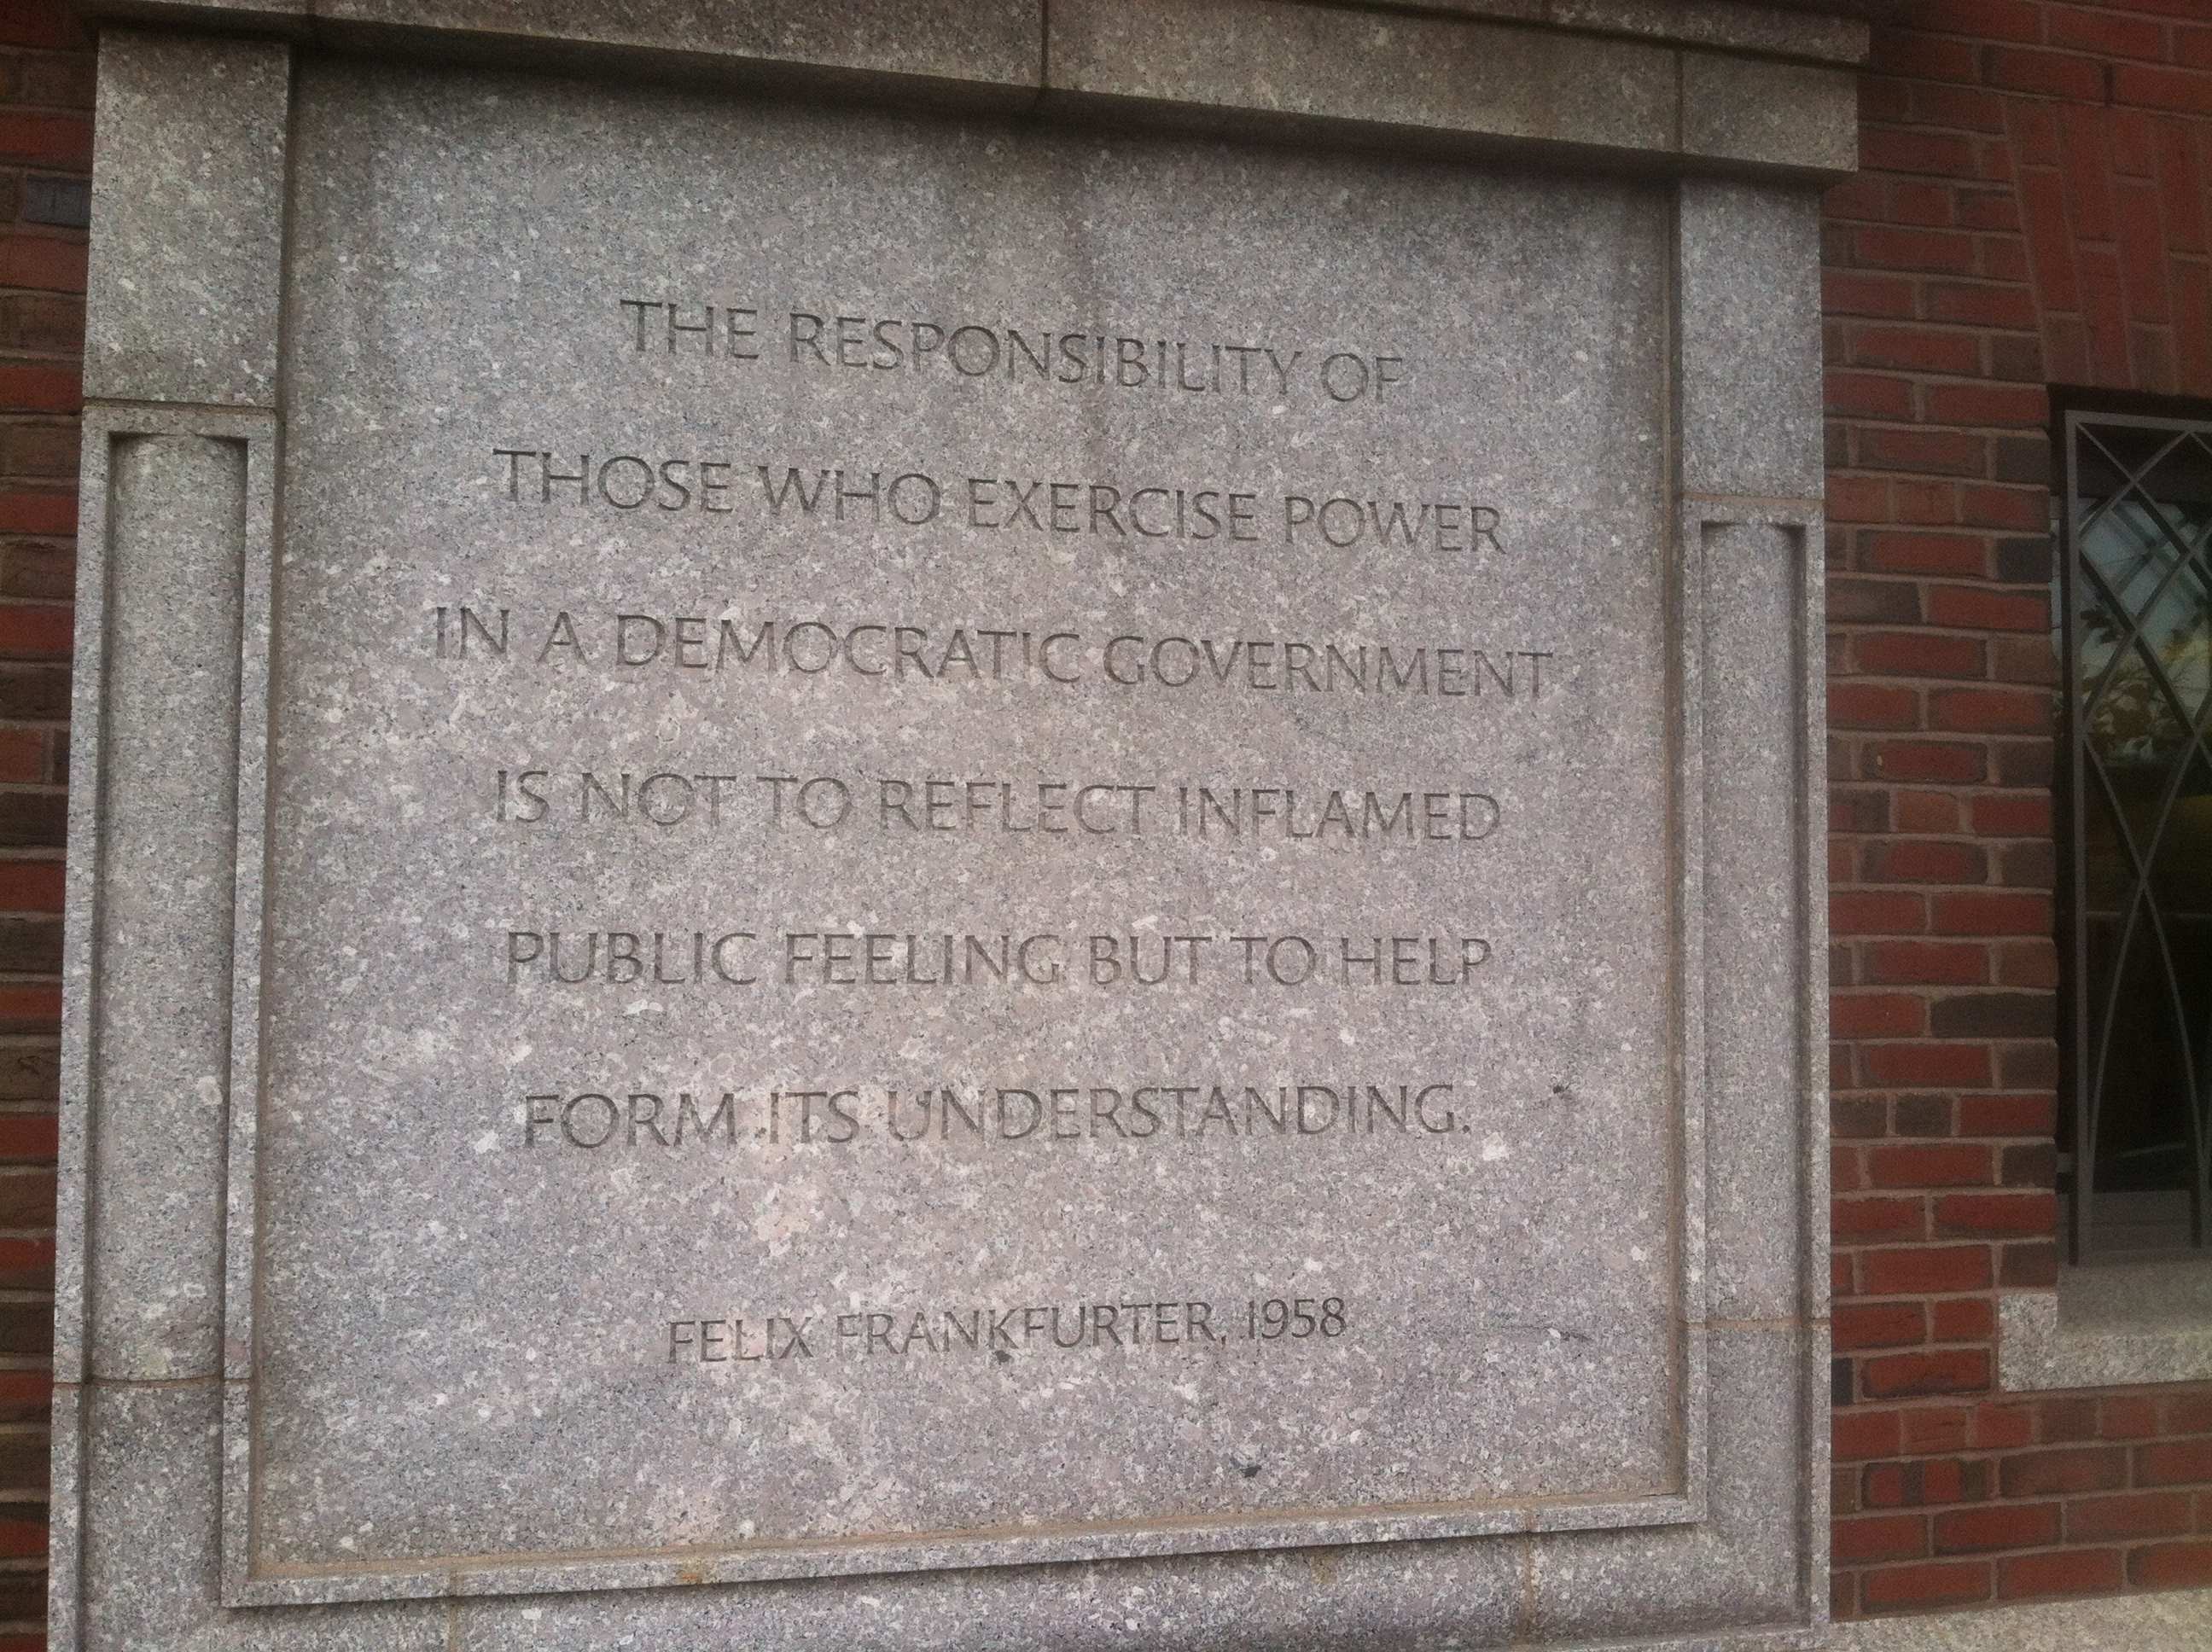 THE RESPONSIBILITY OF
THOSE WHO EXERCISE POWER
IN A DEMOCRATIC GOVERNMENT
IS NOT TO REFLECT INFLAMED
PUBLIC FEELING BUT TO HELP
FORM ITS UNDERSTANDING.
FELIX FRANKFURTER, 1958